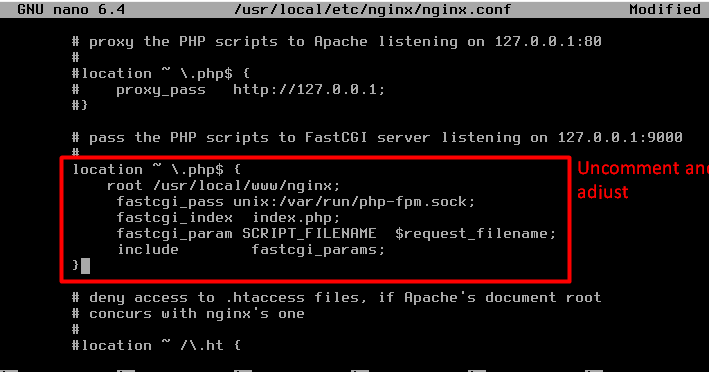 GNU nano 6.4 /usr/local/etc/nginx/nginx.conf Modified
# proxy the PHP scripts to Apache listening on 127.0.0.1:80
#
#location ~ \.php$ {
# proxy_pass http://127.0.0.1;
#}
# pass the PHP scripts to FastCGI server listening on 127.0.0.1:9000
#
location ~ \.php$ {
root /usr/local/www/nginx;
fastcgi_pass unix:/var/run/php-fpm.sock;
fastcgi_index index.php;
fastcgi_param SCRIPT_FILENAME $request_filename;
include fastcgi_params;
}
Uncomment and
adjust
# deny access to .htaccess files, if Apache's document root
# concurs with nginx's one
#
#location ~ /\.ht {